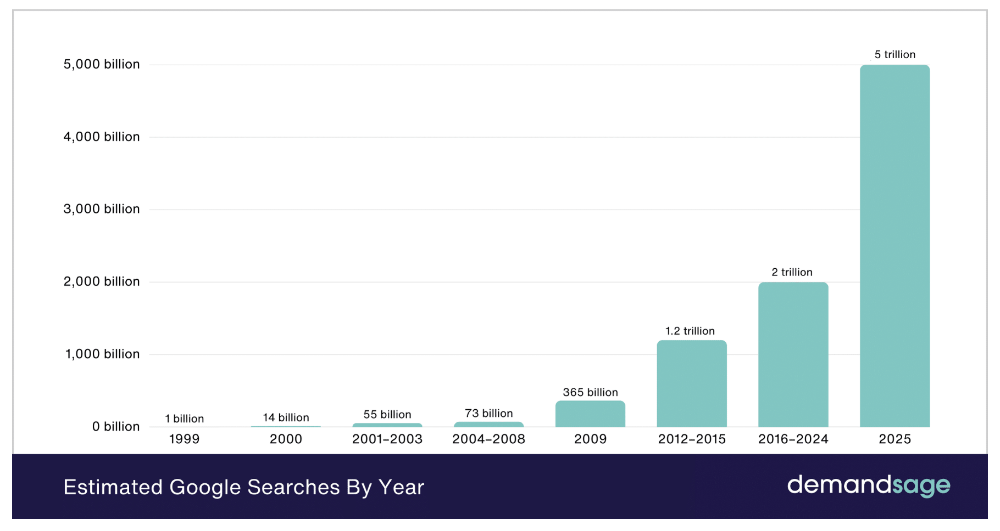 5,000 billion
4,000 billion
3,000 billion
2,000 billion
1,000 billion
0 billion
1 billion
14 billion
55 billion
73 billion
365 billion
1.2 trillion
2 trillion
5 trillion
1999
2000
2001–2003
2004–2008
2009
2012–2015
2016–2024
2025
Estimated Google Searches By Year
demandsage